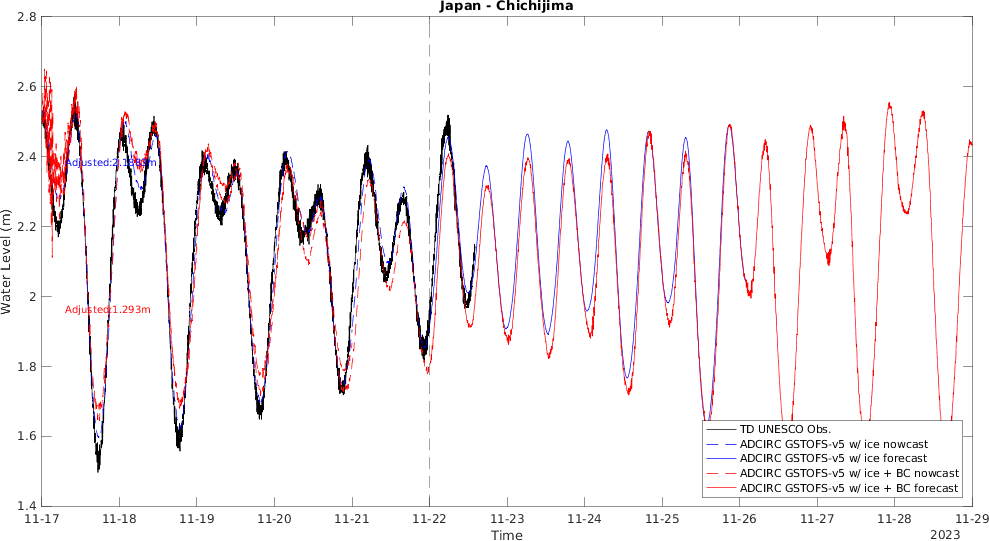 Japan - Chichijima
2.8
2.6
2.4
2.2
2
1.8
1.6
1.4
Water Level (m)
Adjusted:1.293m
TD UNESCO Obs.
ADCIRC GSTOFS-v5 w/ ice nowcast
ADCIRC GSTOFS-v5 w/ ice forecast
ADCIRC GSTOFS-v5 w/ ice + BC nowcast
ADCIRC GSTOFS-v5 w/ ice + BC forecast
11-17 11-18 11-19 11-20 11-21 11-22 11-23 11-24 11-25 11-26 11-27 11-28 11-29
Time
2023